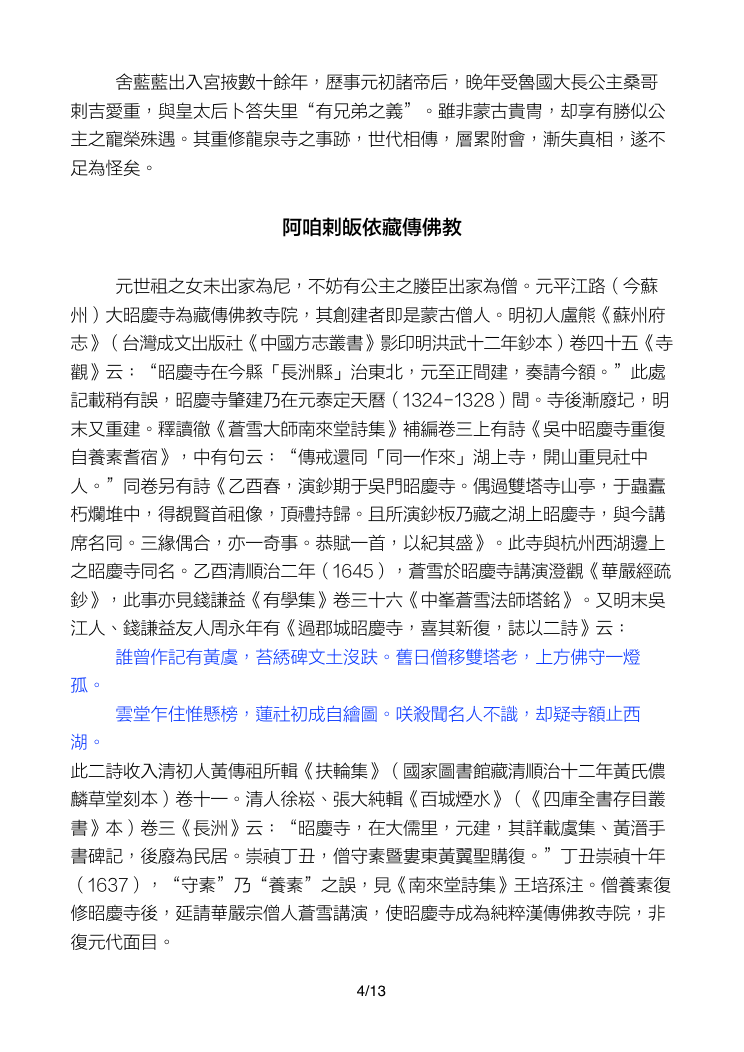 舍藍藍出入宮掖數十餘年，歷事元初諸帝后，晚年受魯國大長公主桑哥
剌吉愛重，與皇太后卜答失里“有兄弟之義”。雖非蒙古貴胄，却享有勝似公
主之寵榮殊遇。其重修龍泉寺之事跡，世代相傳，層累附會，漸失真相，遂不
足為怪矣。
阿咱剌皈依藏傳佛教
元世祖之女未出家為尼，不妨有公主之媵臣出家為僧。元平江路（今蘇
州）大昭慶寺為藏傳佛教寺院，其創建者即是蒙古僧人。明初人盧熊《蘇州府
志》（台灣成文出版社《中國方志叢書》影印明洪武十二年鈔本）卷四十五《寺
觀》云：“昭慶寺在今縣「長洲縣」治東北，元至正間建，奏請今額。”此處
記載稍有誤，昭慶寺肇建乃在元泰定天曆（1324-1328）間。寺後漸廢圮，明
末又重建。釋讀徹《蒼雪大師南來堂詩集》補編卷三上有詩《吳中昭慶寺重復
自養素耆宿》，中有句云：“傳戒還同「同一作來」湖上寺，開山重見社中
人。”同卷另有詩《乙酉春，演鈔期于吳門昭慶寺。偶過雙塔寺山亭，于蟲蠹
朽爛堆中，得覩賢首祖像，頂禮持歸。且所演鈔板乃藏之湖上昭慶寺，與今講
席名同。三緣偶合，亦一奇事。恭賦一首，以紀其盛》。此寺與杭州西湖邊上
之昭慶寺同名。乙酉清順治二年（1645），蒼雪於昭慶寺講演澄觀《華嚴經疏
鈔》，此事亦見錢謙益《有學集》卷三十六《中峯蒼雪法師塔銘》。又明末吳
江人、錢謙益友人周永年有《過郡城昭慶寺，喜其新復，誌以二詩》云：
誰曾作記有黃虞，苔綉碑文土沒趺。舊日僧移雙塔老，上方佛守一燈
孤。
雲堂乍住惟懸榜，蓮社初成自繪圖。咲殺聞名人不識，却疑寺額止西
湖。
此二詩收入清初人黃傳祖所輯《扶輪集》（國家圖書館藏清順治十二年黃氏儂
麟草堂刻本）卷十一。清人徐崧、張大純輯《百城煙水》（《四庫全書存目叢
書》本）卷三《長洲》云：“昭慶寺，在大儒里，元建，其詳載虞集、黃溍手
書碑記，後廢為民居。崇禎丁丑，僧守素暨婁東黃翼聖購復。”丁丑崇禎十年
（1637），“守素”乃“養素”之誤，見《南來堂詩集》王培孫注。僧養素復
修昭慶寺後，延請華嚴宗僧人蒼雪講演，使昭慶寺成為純粹漢傳佛教寺院，非
復元代面目。
4/13